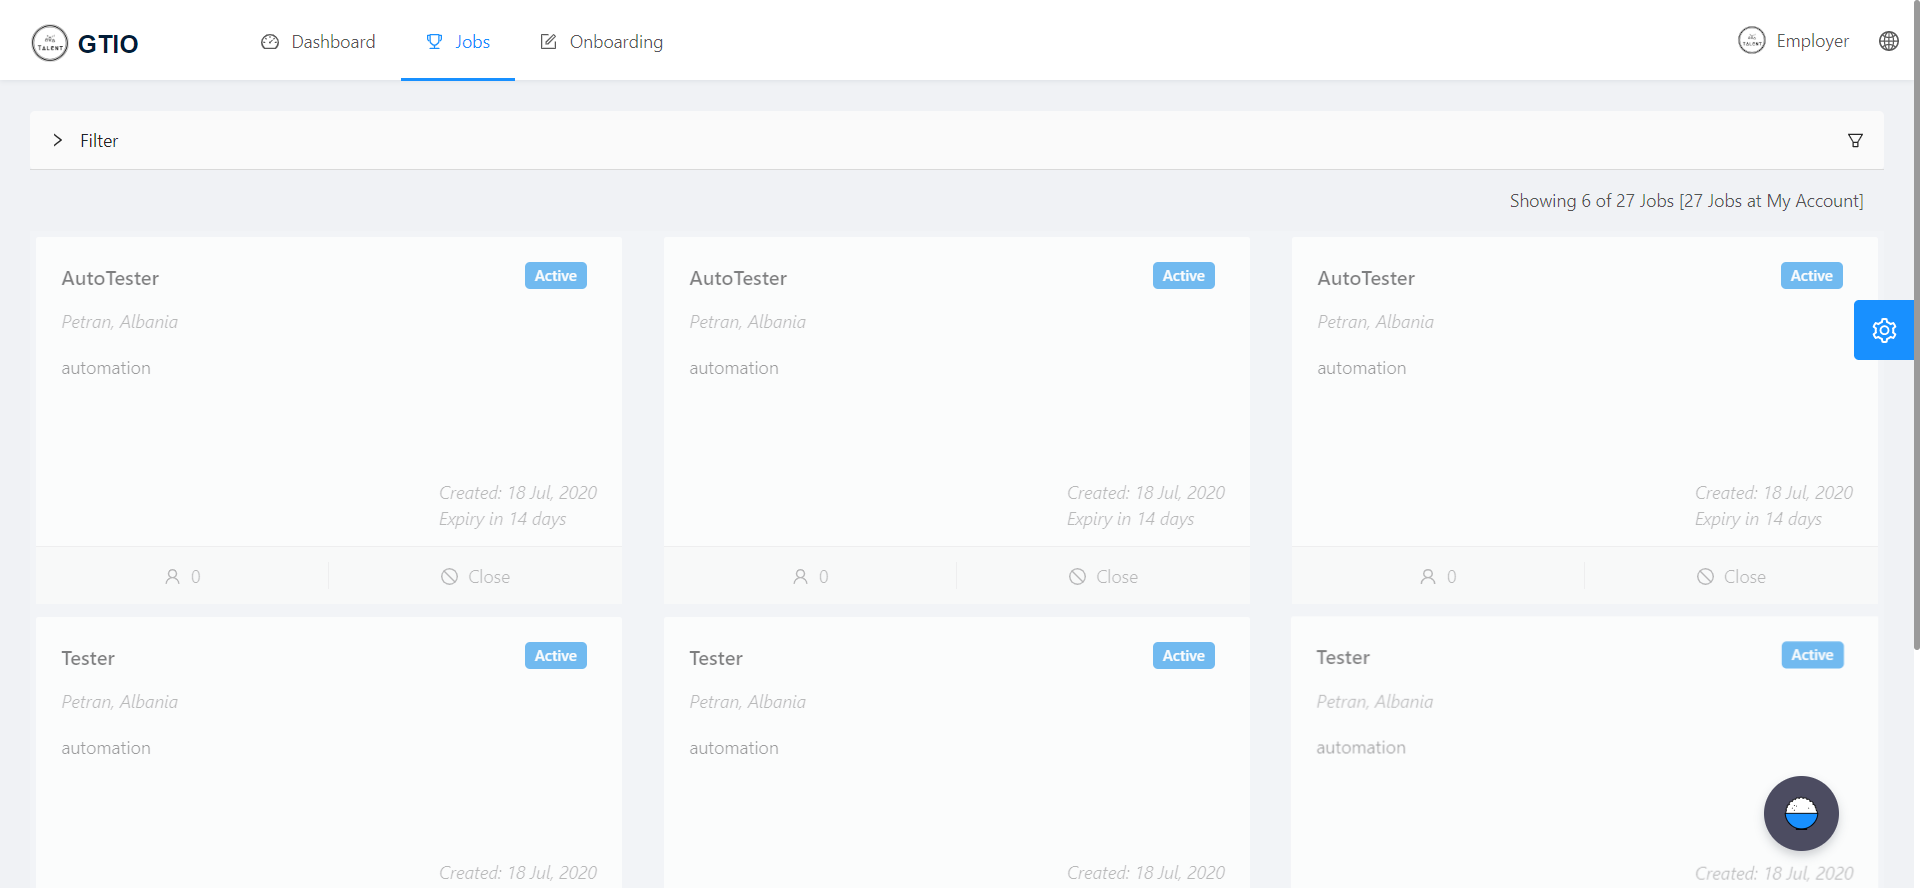 TALENT GTIO Dashboard Jobs Onboarding TALENT Employer
Filter
Showing 6 of 27 Jobs [27 Jobs at My Account]
AutoTester Active
Petran, Albania
automation
Created: 18 Jul, 2020
Expiry in 14 days
0 Close
AutoTester Active
Petran, Albania
automation
Created: 18 Jul, 2020
Expiry in 14 days
0 Close
AutoTester Active
Petran, Albania
automation
Created: 18 Jul, 2020
Expiry in 14 days
0 Close
Tester Active
Petran, Albania
automation
Created: 18 Jul, 2020
Tester Active
Petran, Albania
automation
Created: 18 Jul, 2020
Tester Active
Petran, Albania
automation
Created: 18 Jul, 2020